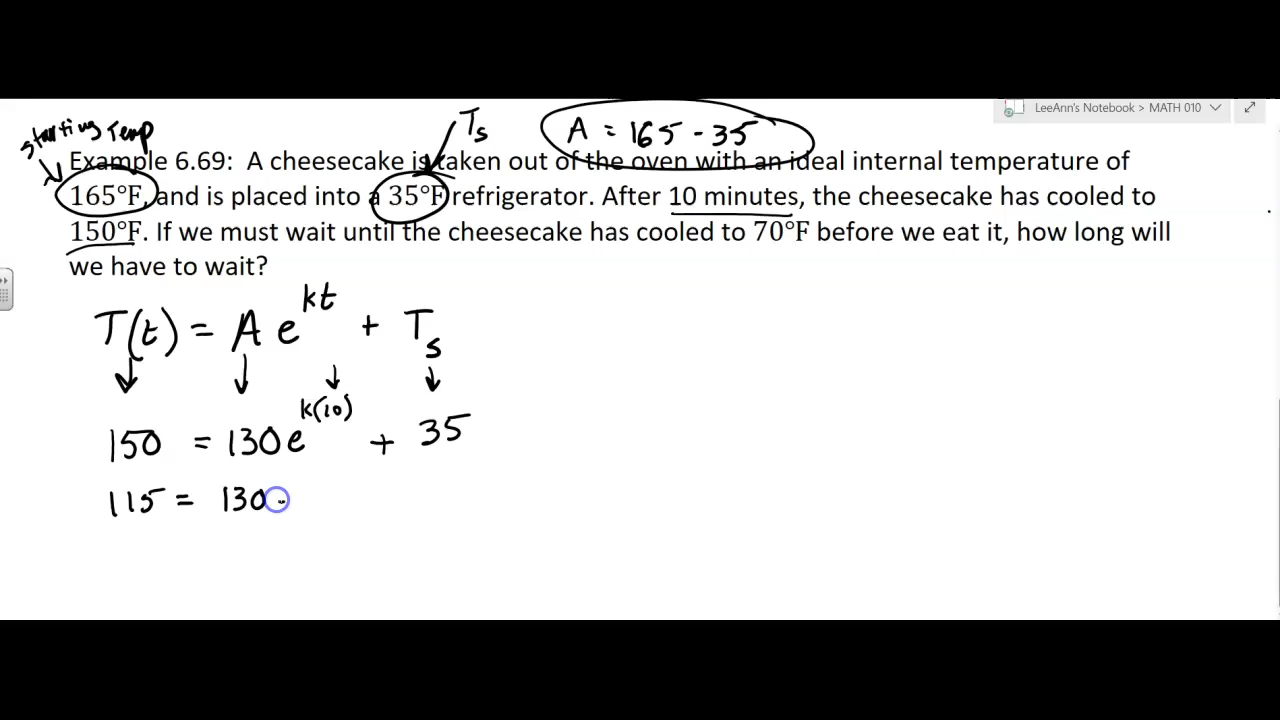 LeeAnn's Notebook > MATH 010
starting Temp
Ts
A = 165 - 35
Example 6.69: A cheesecake is taken out of the oven with an ideal internal temperature of
165°F, and is placed into a 35°F refrigerator. After 10 minutes, the cheesecake has cooled to
150°F. If we must wait until the cheesecake has cooled to 70°F before we eat it, how long will
we have to wait?
T(t) = A e^kt + Ts
150 = 130e^k(10) + 35
115 = 130